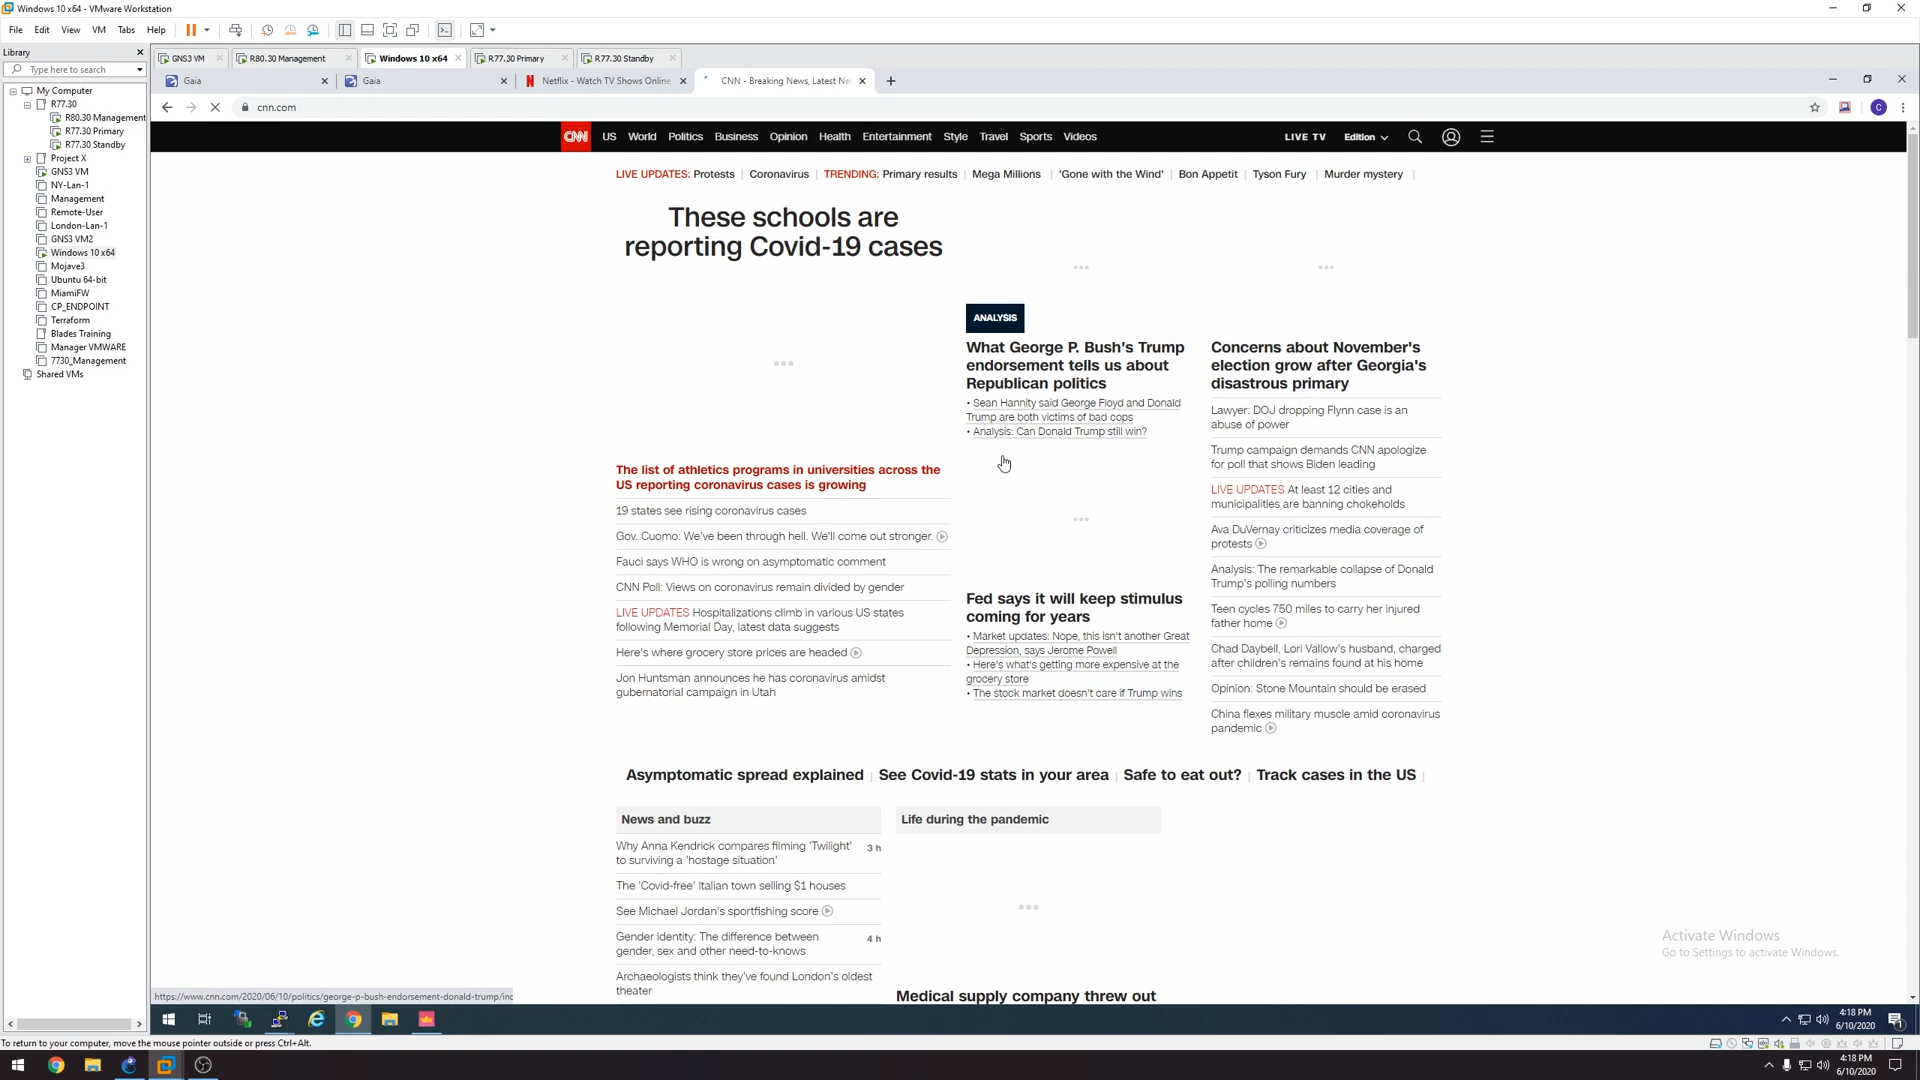 Windows 10 x64 - VMware Workstation
File Edit View VM Tabs Help
Library
Type here to search
My Computer
R77.30
R80.30 Management
R77.30 Primary
R77.30 Standby
Project X
GNS3 VM
NY-Lan-1
Management
Remote-User
London-Lan-1
GNS3 VM2
Windows 10 x64
Mojave3
Ubuntu 64-bit
MiamiFW
CP_ENDPOINT
Terraform
Blades Training
Manager VMWARE
7730_Management
Shared VMs
GNS3 VM R80.30 Management Windows 10 x64 R77.30 Primary R77.30 Standby
Gaia Gaia Netflix - Watch TV Shows Online, CNN - Breaking News, Latest Ne
cnn.com
C
CNN US World Politics Business Opinion Health Entertainment Style Travel Sports Videos LIVE TV Edition
LIVE UPDATES: Protests Coronavirus TRENDING: Primary results Mega Millions 'Gone with the Wind' Bon Appetit Tyson Fury Murder mystery
These schools are
reporting Covid-19 cases
The list of athletics programs in universities across the
US reporting coronavirus cases is growing
19 states see rising coronavirus cases
Gov. Cuomo: We've been through hell. We'll come out stronger.
Fauci says WHO is wrong on asymptomatic comment
CNN Poll: Views on coronavirus remain divided by gender
LIVE UPDATES Hospitalizations climb in various US states
following Memorial Day, latest data suggests
Here's where grocery store prices are headed
Jon Huntsman announces he has coronavirus amidst
gubernatorial campaign in Utah
ANALYSIS
What George P. Bush's Trump
endorsement tells us about
Republican politics
• Sean Hannity said George Floyd and Donald
Trump are both victims of bad cops
• Analysis: Can Donald Trump still win?
Fed says it will keep stimulus
coming for years
• Market updates: Nope, this isn't another Great
Depression, says Jerome Powell
• Here's what's getting more expensive at the
grocery store
• The stock market doesn't care if Trump wins
Concerns about November's
election grow after Georgia's
disastrous primary
Lawyer: DOJ dropping Flynn case is an
abuse of power
Trump campaign demands CNN apologize
for poll that shows Biden leading
LIVE UPDATES At least 12 cities and
municipalities are banning chokeholds
Ava DuVernay criticizes media coverage of
protests
Analysis: The remarkable collapse of Donald
Trump's polling numbers
Teen cycles 750 miles to carry her injured
father home
Chad Daybell, Lori Vallow's husband, charged
after children's remains found at his home
Opinion: Stone Mountain should be erased
China flexes military muscle amid coronavirus
pandemic
Asymptomatic spread explained See Covid-19 stats in your area Safe to eat out? Track cases in the US
News and buzz
Why Anna Kendrick compares filming 'Twilight' 3 h
to surviving a 'hostage situation'
The 'Covid-free' Italian town selling $1 houses
See Michael Jordan's sportfishing score
Gender identity: The difference between 4 h
gender, sex and other need-to-knows
Archaeologists think they've found London's oldest
theater
Life during the pandemic
Medical supply company threw out
Activate Windows
Go to Settings to activate Windows.
https://www.cnn.com/2020/06/10/politics/george-p-bush-endorsement-donald-trump/inc
4:18 PM
6/10/2020
To return to your computer, move the mouse pointer outside or press Ctrl+Alt.
4:18 PM
6/10/2020